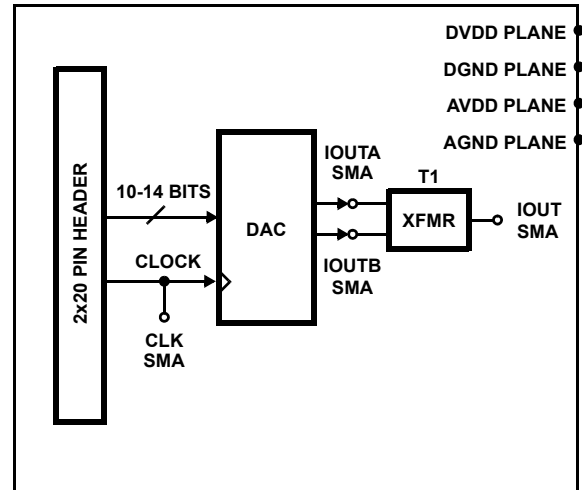 DVDD PLANE
DGND PLANE
AVDD PLANE
AGND PLANE
2x20 PIN HEADER
10-14 BITS
CLOCK
CLK
SMA
DAC
IOUTA
SMA
IOUTB
SMA
T1
XFMR
IOUT
SMA